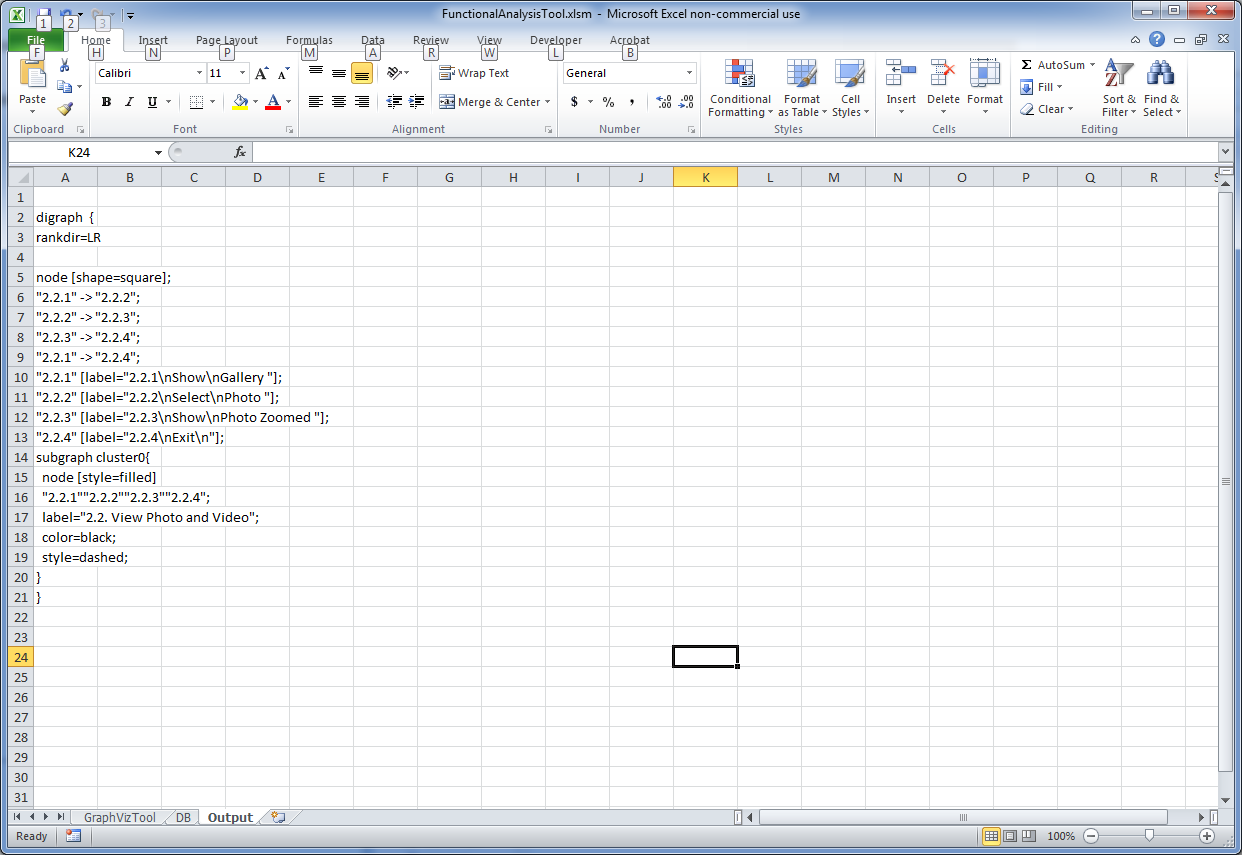 FunctionalAnalysisTool.xlsm - Microsoft Excel non-commercial use
1 2 3
File Home Insert Page Layout Formulas Data Review View Developer Acrobat
F H N P M A R W L B
Calibri 11 Wrap Text General AutoSum
Paste Conditional Formatting Format as Table Cell Styles Insert Delete Format Fill Sort & Filter Find & Select
B I U Merge & Center $ % , Clear
Clipboard Font Alignment Number Styles Cells Editing
K24 fx
A B C D E F G H I J K L M N O P Q R S
1
2 digraph {
3 rankdir=LR
4
5 node [shape=square];
6 "2.2.1" -> "2.2.2";
7 "2.2.2" -> "2.2.3";
8 "2.2.3" -> "2.2.4";
9 "2.2.1" -> "2.2.4";
10 "2.2.1" [label="2.2.1\nShow\nGallery "];
11 "2.2.2" [label="2.2.2\nSelect\nPhoto "];
12 "2.2.3" [label="2.2.3\nShow\nPhoto Zoomed "];
13 "2.2.4" [label="2.2.4\nExit\n"];
14 subgraph cluster0{
15 node [style=filled]
16 "2.2.1""2.2.2""2.2.3""2.2.4";
17 label="2.2. View Photo and Video";
18 color=black;
19 style=dashed;
20 }
21 }
22
23
24
25
26
27
28
29
30
31
GraphVizTool DB Output
Ready 100%